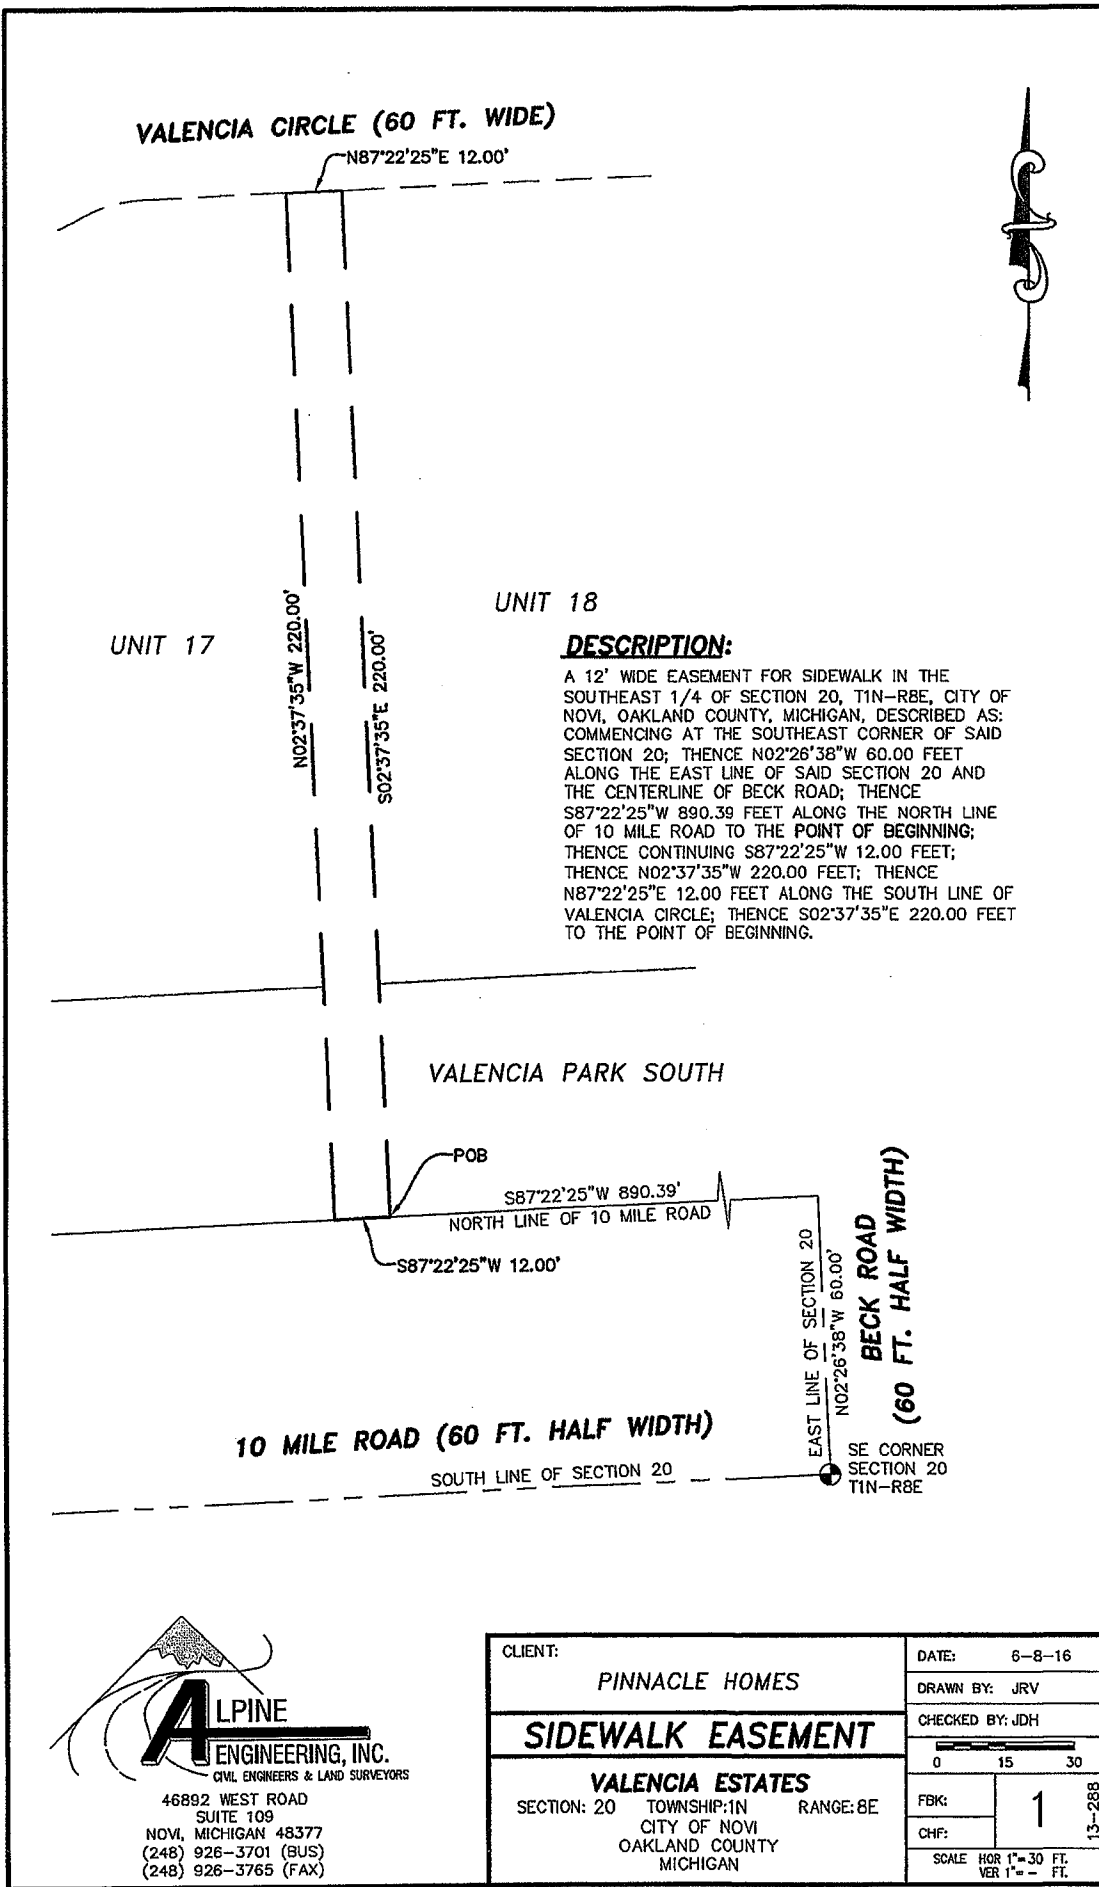 VALENCIA CIRCLE (60 FT. WIDE)
N87°22'25"E 12.00'
UNIT 17
N02°37'35"W 220.00'
S02°37'35"E 220.00'
UNIT 18
DESCRIPTION:
A 12' WIDE EASEMENT FOR SIDEWALK IN THE
SOUTHEAST 1/4 OF SECTION 20, T1N-R8E, CITY OF
NOVI, OAKLAND COUNTY, MICHIGAN, DESCRIBED AS:
COMMENCING AT THE SOUTHEAST CORNER OF SAID
SECTION 20; THENCE N02°26'38"W 60.00 FEET
ALONG THE EAST LINE OF SAID SECTION 20 AND
THE CENTERLINE OF BECK ROAD; THENCE
S87°22'25"W 890.39 FEET ALONG THE NORTH LINE
OF 10 MILE ROAD TO THE POINT OF BEGINNING;
THENCE CONTINUING S87°22'25"W 12.00 FEET;
THENCE N02°37'35"W 220.00 FEET; THENCE
N87°22'25"E 12.00 FEET ALONG THE SOUTH LINE OF
VALENCIA CIRCLE; THENCE S02°37'35"E 220.00 FEET
TO THE POINT OF BEGINNING.
VALENCIA PARK SOUTH
POB
S87°22'25"W 890.39'
NORTH LINE OF 10 MILE ROAD
S87°22'25"W 12.00'
EAST LINE OF SECTION 20
N02°26'38"W 60.00'
BECK ROAD
(60 FT. HALF WIDTH)
10 MILE ROAD (60 FT. HALF WIDTH)
SOUTH LINE OF SECTION 20
SE CORNER
SECTION 20
T1N-R8E
ALPINE
ENGINEERING, INC.
CIVIL ENGINEERS & LAND SURVEYORS
46892 WEST ROAD
SUITE 109
NOVI, MICHIGAN 48377
(248) 926-3701 (BUS)
(248) 926-3765 (FAX)
CLIENT:
PINNACLE HOMES
SIDEWALK EASEMENT
VALENCIA ESTATES
SECTION: 20 TOWNSHIP:1N RANGE:8E
CITY OF NOVI
OAKLAND COUNTY
MICHIGAN
DATE: 6-8-16
DRAWN BY: JRV
CHECKED BY: JDH
0 15 30
FBK:
CHF:
1
13-288
SCALE HOR 1"=30 FT.
VER 1"= - FT.